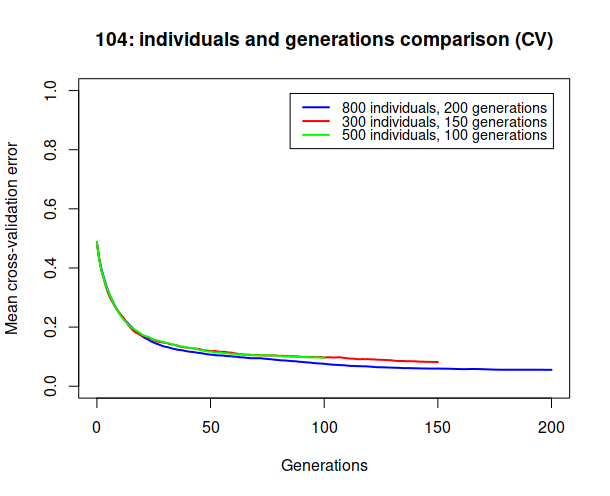 104: individuals and generations comparison (CV)
800 individuals, 200 generations
300 individuals, 150 generations
500 individuals, 100 generations
Mean cross-validation error
1.0
0.8
0.6
0.4
0.2
0.0
0 50 100 150 200
Generations